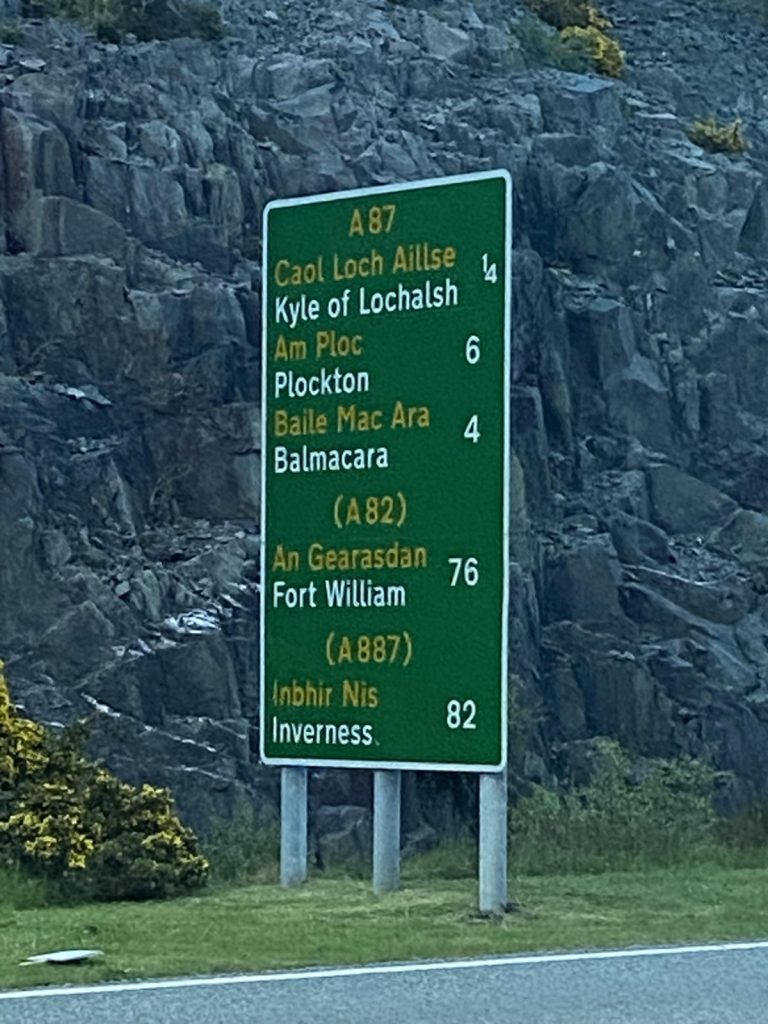 A87
Caol Loch Aillse
Kyle of Lochalsh ¼
Am Ploc
Plockton 6
Baile Mac Ara
Balmacara 4
(A82)
An Gearasdan
Fort William 76
(A887)
Inbhir Nis
Inverness 82